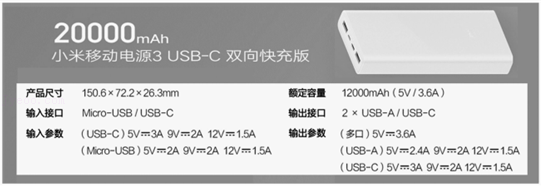 20000mAh
小米移动电源3 USB-C 双向快充版
产品尺寸 150.6×72.2×26.3mm
输入接口 Micro-USB / USB-C
输入参数 (USB-C) 5V⎓3A 9V⎓2A 12V⎓1.5A
(Micro-USB) 5V⎓2A 9V⎓2A 12V⎓1.5A
额定容量 12000mAh (5V / 3.6A)
输出接口 2 × USB-A / USB-C
输出参数 (多口) 5V⎓3.6A
(USB-A) 5V⎓2.4A 9V⎓2A 12V⎓1.5A
(USB-C) 5V⎓3A 9V⎓2A 12V⎓1.5A